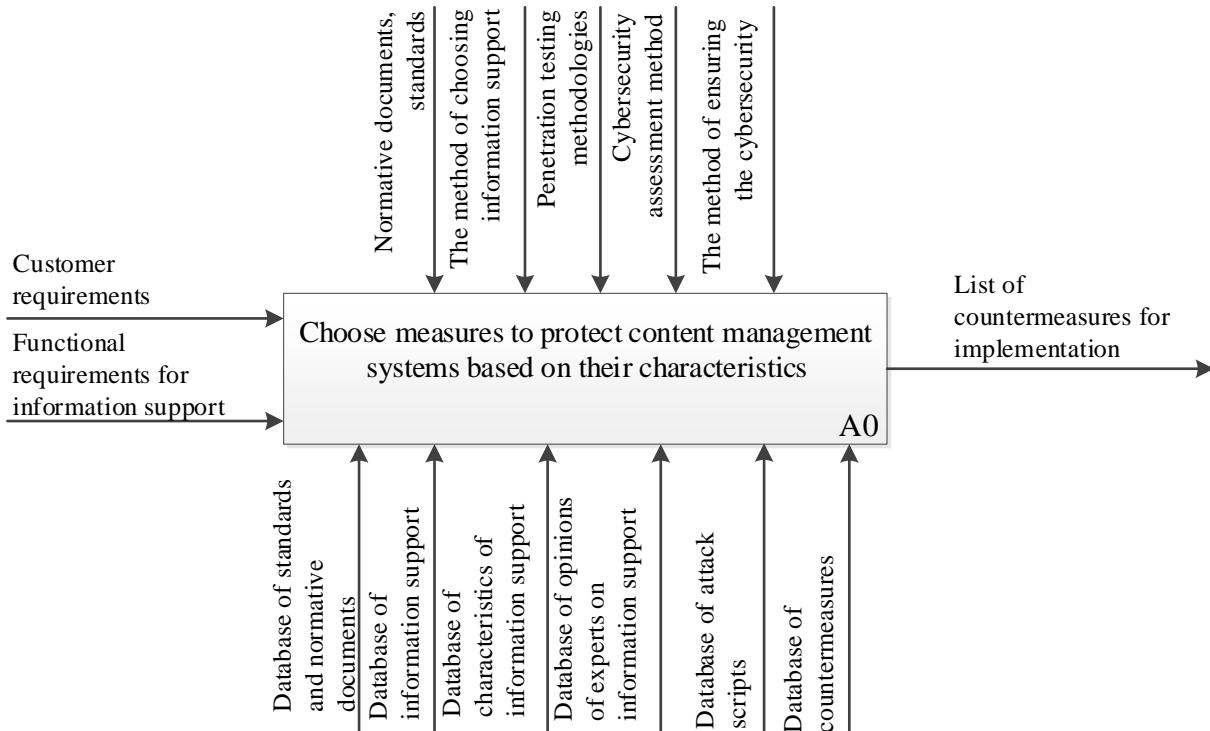 Normative documents,
standards
The method of choosing
information support
Penetration testing
methodologies
Cybersecurity
assessment method
The method of ensuring
the cybersecurity
Customer
requirements
Functional
requirements for
information support
Choose measures to protect content management
systems based on their characteristics
A0
List of
countermeasures for
implementation
Database of standards
and normative
documents
Database of
information support
Database of
characteristics of
information support
Database of opinions
of experts on
information support
Database of attack
scripts
Database of
countermeasures